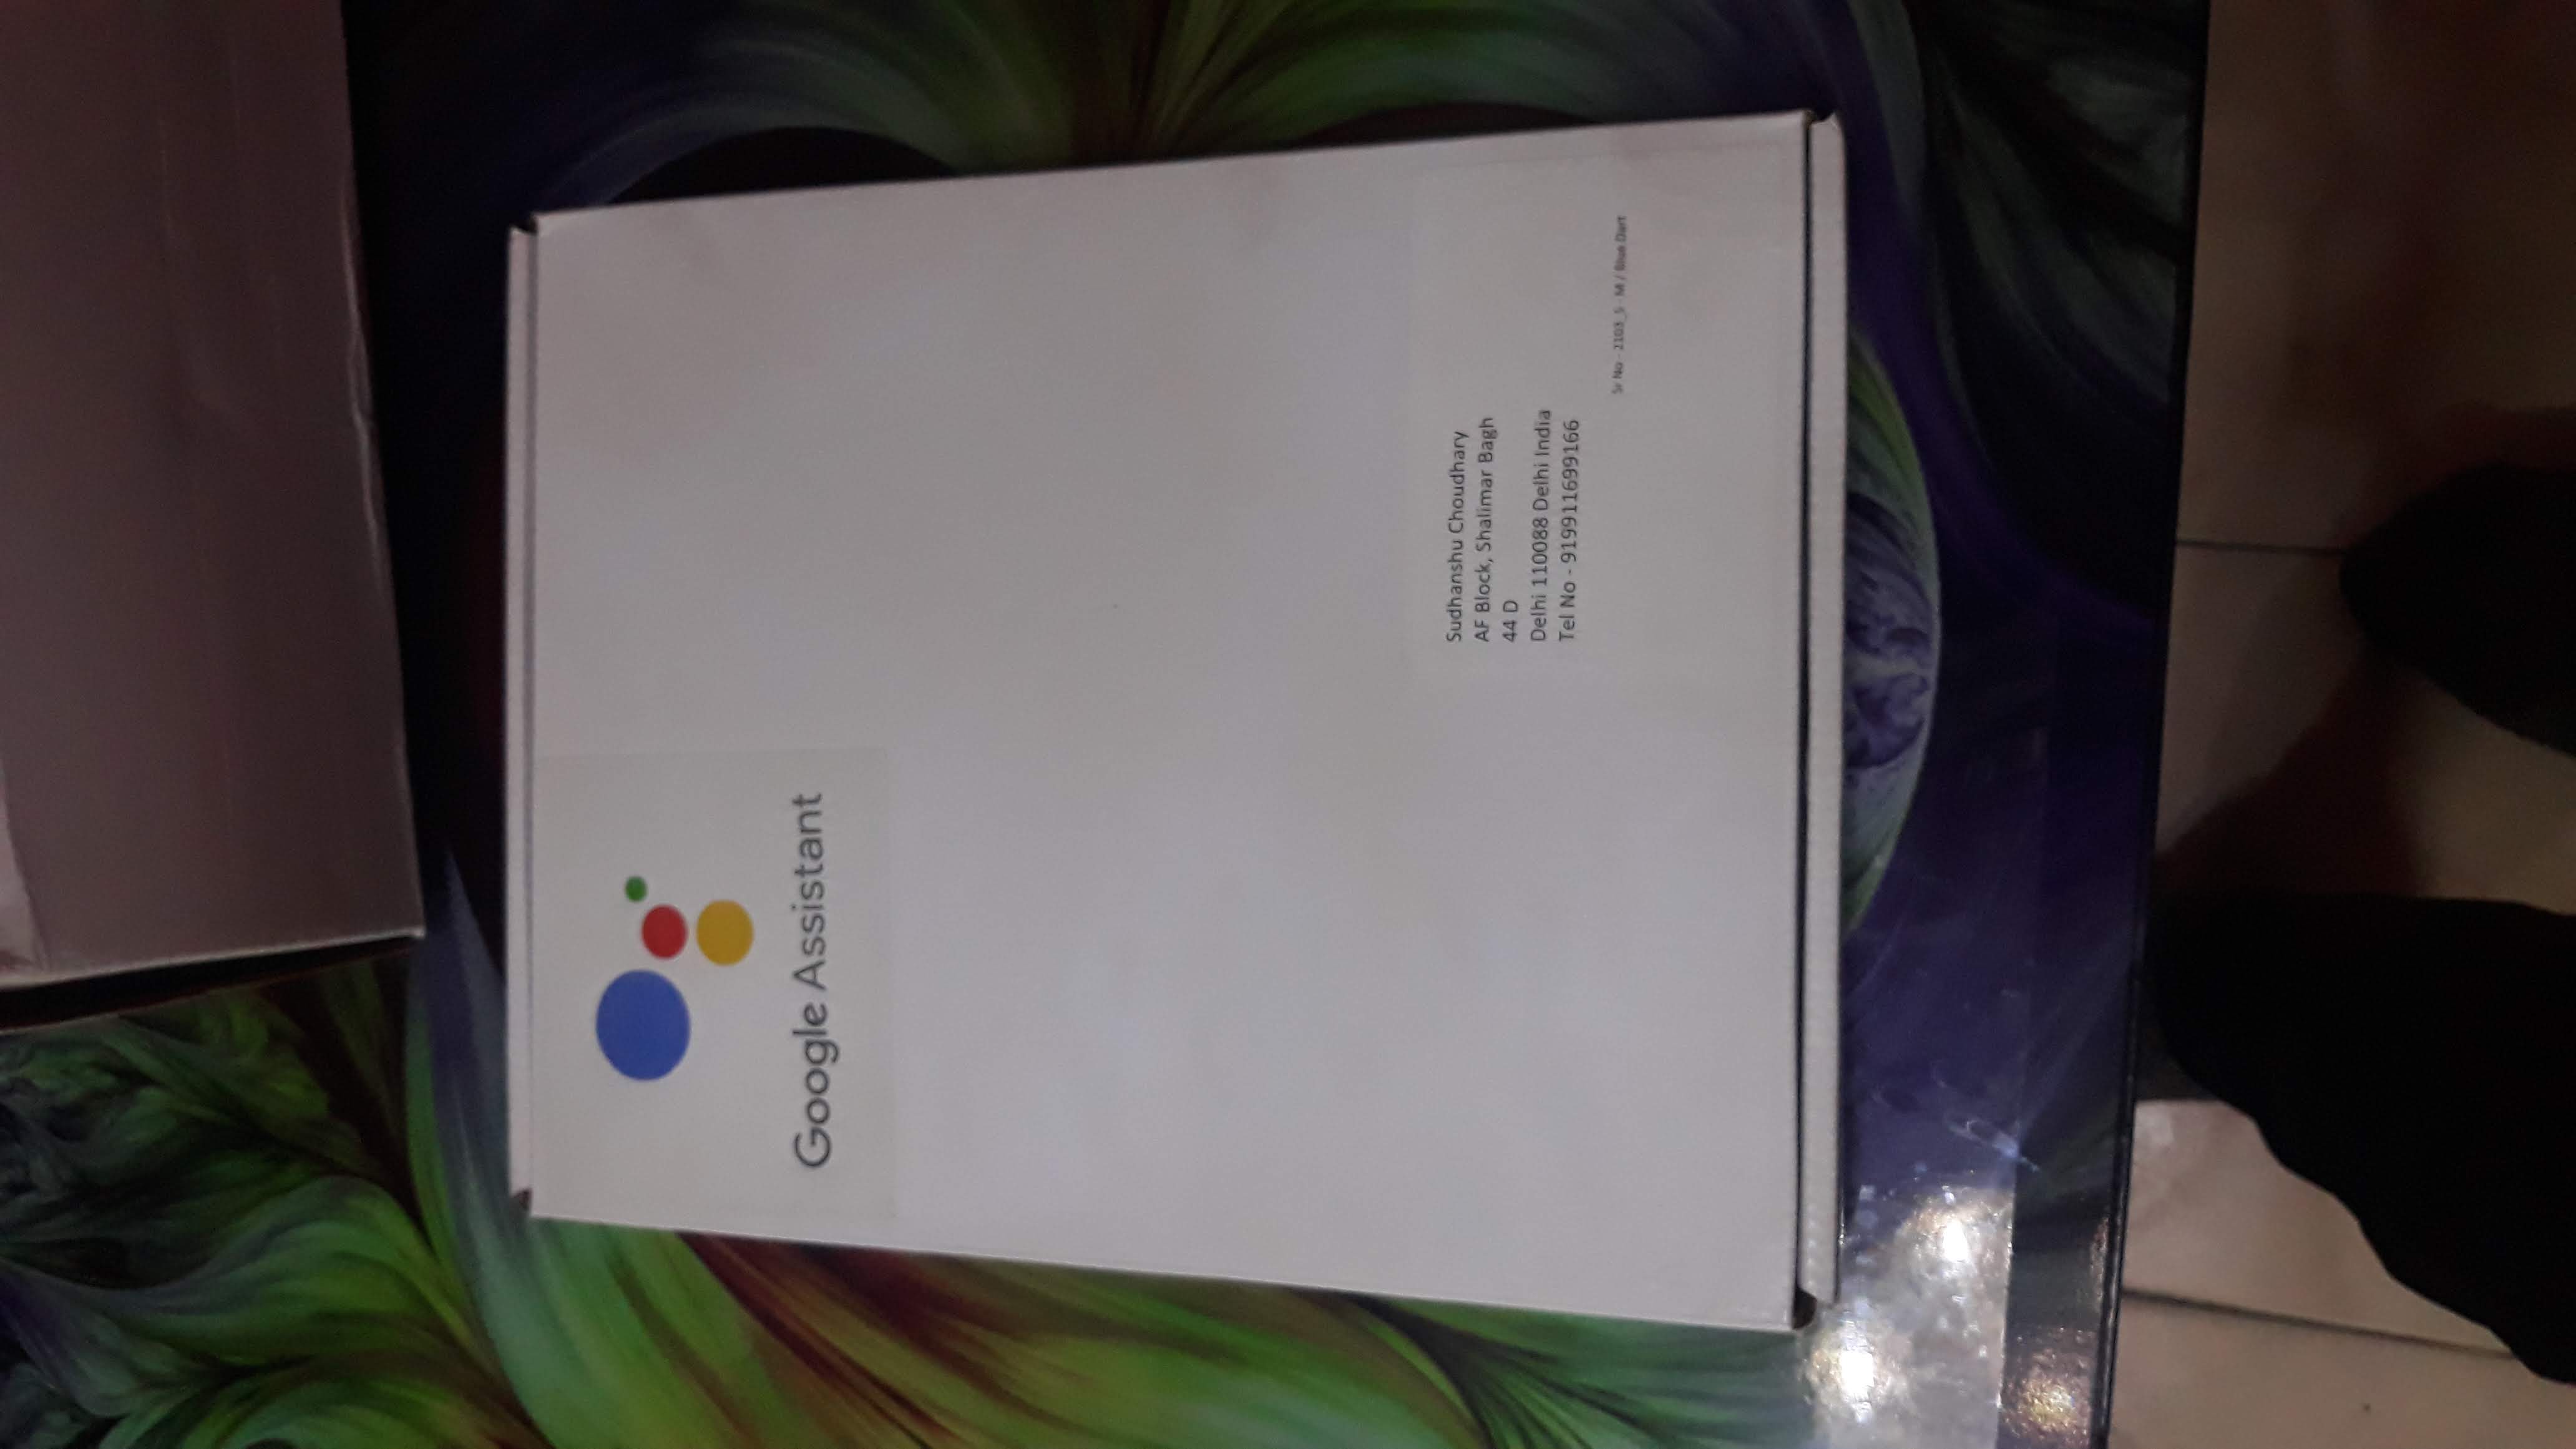 Google Assistant
Sudhanshu Choudhary
AF Block, Shalimar Bagh
44 D
Delhi 110088 Delhi India
Tel No - 919911699166
Sr No - 2103_S - M / Blue Dart